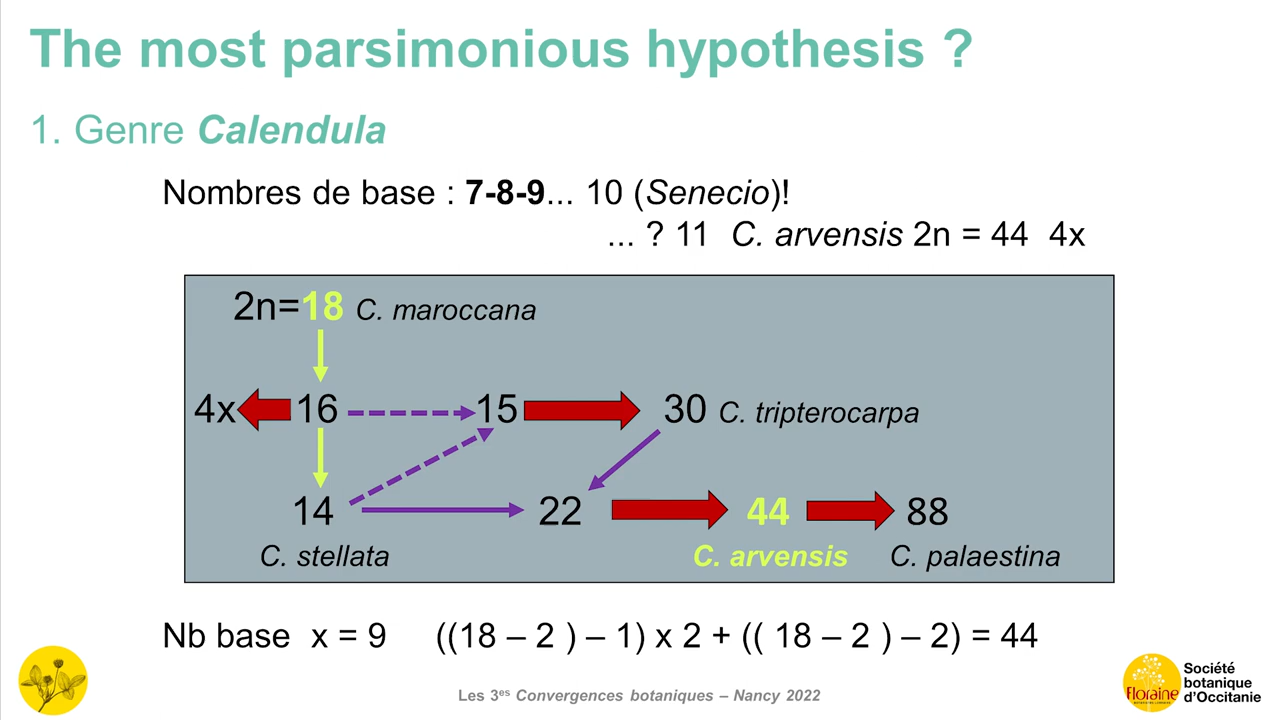 The most parsimonious hypothesis ?
1. Genre Calendula
Nombres de base : 7-8-9... 10 (Senecio)!
... ? 11 C. arvensis 2n = 44 4x
2n=18 C. maroccana
4x 16 15 30 C. tripterocarpa
14 22 44 88
C. stellata C. arvensis C. palaestina
Nb base x = 9 ((18 – 2 ) – 1) x 2 + (( 18 – 2 ) – 2) = 44
Les 3es Convergences botaniques – Nancy 2022
Floraine
Société
botanique
d'Occitanie